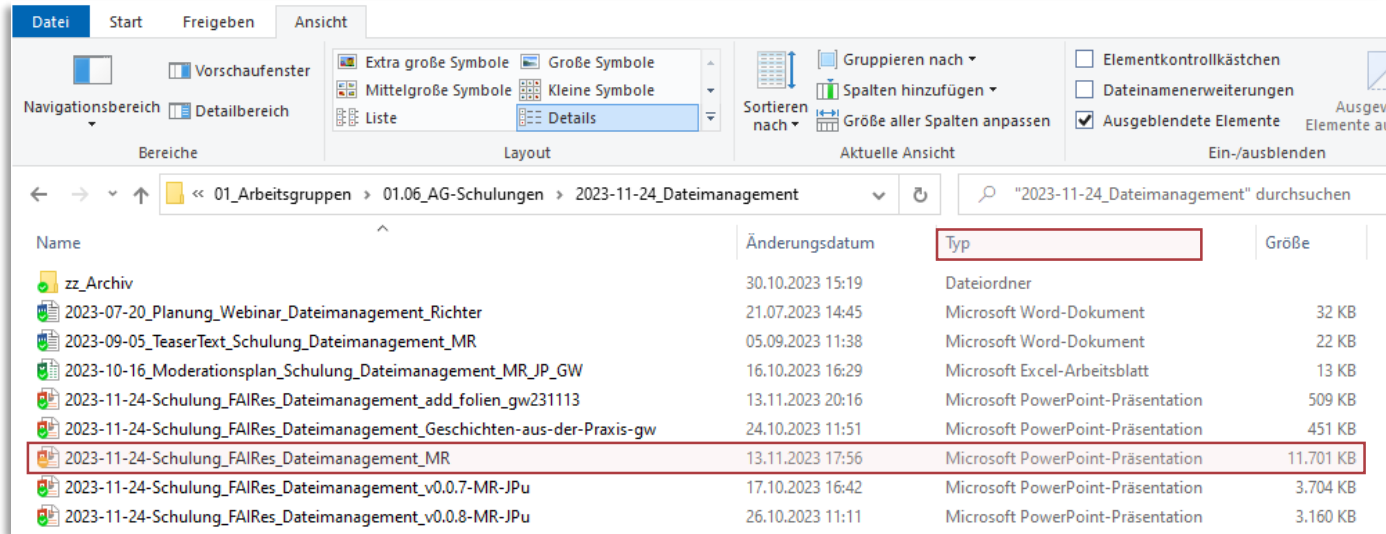 Datei Start Freigeben Ansicht
Navigationsbereich
Vorschaufenster
Detailbereich
Bereiche
Extra große Symbole Große Symbole
Mittelgroße Symbole Kleine Symbole
Liste Details
Layout
Sortieren
nach
Gruppieren nach
Spalten hinzufügen
Größe aller Spalten anpassen
Aktuelle Ansicht
Elementkontrollkästchen
Dateinamenerweiterungen
Ausgeblendete Elemente
Ein-/ausblenden
« 01_Arbeitsgruppen › 01.06_AG-Schulungen › 2023-11-24_Dateimanagement
"2023-11-24_Dateimanagement" durchsuchen
Name Änderungsdatum Typ Größe
zz_Archiv 30.10.2023 15:19 Dateiordner
2023-07-20_Planung_Webinar_Dateimanagement_Richter 21.07.2023 14:45 Microsoft Word-Dokument 32 KB
2023-09-05_TeaserText_Schulung_Dateimanagement_MR 05.09.2023 11:38 Microsoft Word-Dokument 22 KB
2023-10-16_Moderationsplan_Schulung_Dateimanagement_MR_JP_GW 16.10.2023 16:29 Microsoft Excel-Arbeitsblatt 13 KB
2023-11-24-Schulung_FAIRes_Dateimanagement_add_folien_gw231113 13.11.2023 20:16 Microsoft PowerPoint-Präsentation 509 KB
2023-11-24-Schulung_FAIRes_Dateimanagement_Geschichten-aus-der-Praxis-gw 24.10.2023 11:51 Microsoft PowerPoint-Präsentation 451 KB
2023-11-24-Schulung_FAIRes_Dateimanagement_MR 13.11.2023 17:56 Microsoft PowerPoint-Präsentation 11.701 KB
2023-11-24-Schulung_FAIRes_Dateimanagement_v0.0.7-MR-JPu 17.10.2023 16:42 Microsoft PowerPoint-Präsentation 3.704 KB
2023-11-24-Schulung_FAIRes_Dateimanagement_v0.0.8-MR-JPu 26.10.2023 11:11 Microsoft PowerPoint-Präsentation 3.160 KB